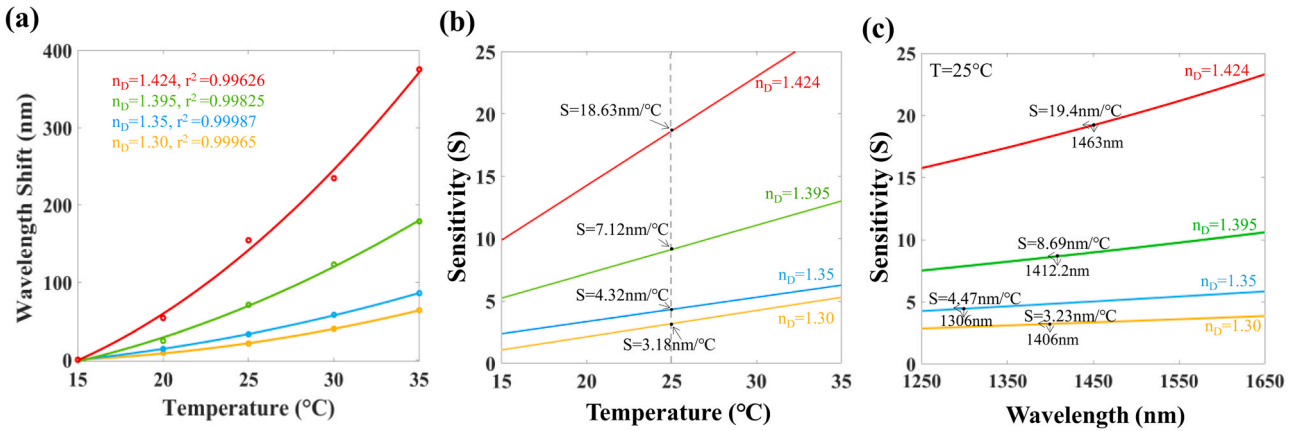 (a)
Wavelength Shift (nm)
400
300
200
100
0
n_D=1.424, r²=0.99626
n_D=1.395, r²=0.99825
n_D=1.35, r²=0.99987
n_D=1.30, r²=0.99965
15 20 25 30 35
Temperature (°C)
(b)
Sensitivity (S)
25
20
15
10
5
0
n_D=1.424
S=18.63nm/°C
n_D=1.395
S=7.12nm/°C
n_D=1.35
S=4.32nm/°C
n_D=1.30
S=3.18nm/°C
15 20 25 30 35
Temperature (°C)
(c)
Sensitivity (S)
25
20
15
10
5
0
T=25°C
n_D=1.424
S=19.4nm/°C
1463nm
n_D=1.395
S=8.69nm/°C
1412.2nm
n_D=1.35
S=4.47nm/°C
1306nm
S=3.23nm/°C
n_D=1.30
1406nm
1250 1350 1450 1550 1650
Wavelength (nm)